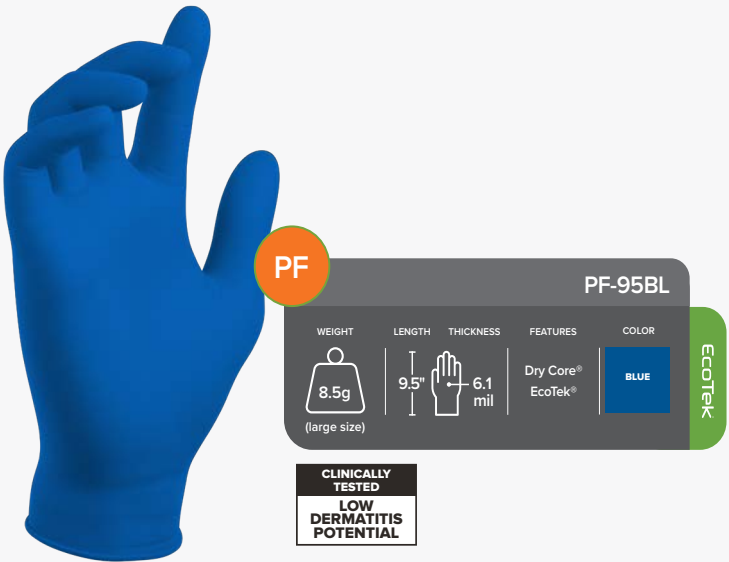 PF
PF-95BL
WEIGHT
LENGTH
THICKNESS
FEATURES
COLOR
8.5g
(large size)
9.5"
6.1
mil
Dry Core®
EcoTek®
BLUE
EcoTek
CLINICALLY
TESTED
LOW
DERMATITIS
POTENTIAL